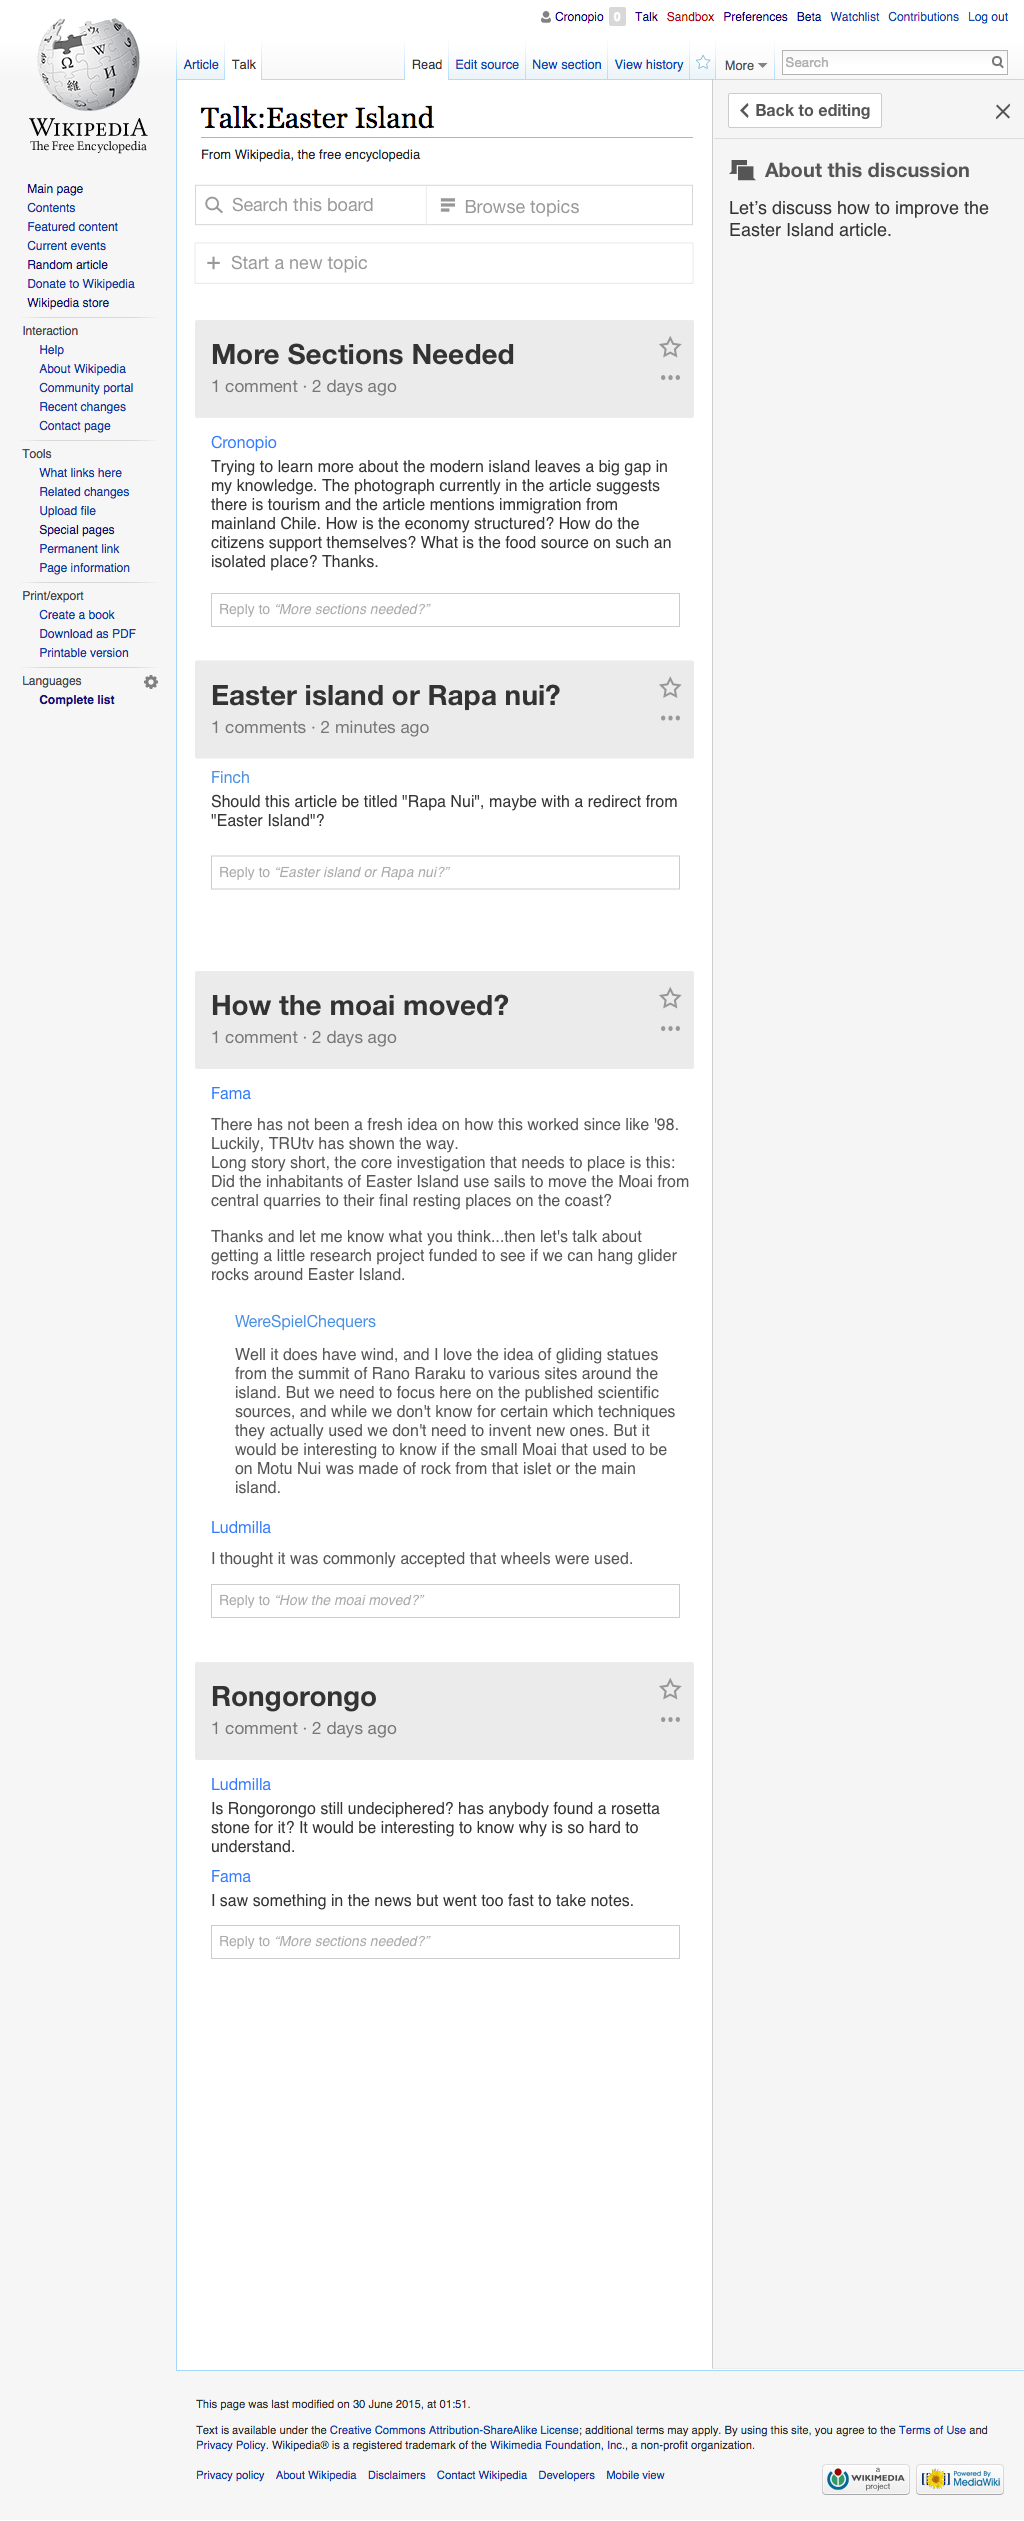 Cronopio 0 Talk Sandbox Preferences Beta Watchlist Contributions Log out
Ω W И 維
WIKIPEDIA
The Free Encyclopedia
Article Talk Read Edit source New section View history More Search
Main page
Contents
Featured content
Current events
Random article
Donate to Wikipedia
Wikipedia store
Interaction
Help
About Wikipedia
Community portal
Recent changes
Contact page
Tools
What links here
Related changes
Upload file
Special pages
Permanent link
Page information
Print/export
Create a book
Download as PDF
Printable version
Languages
Complete list
Talk:Easter Island
From Wikipedia, the free encyclopedia
Search this board Browse topics
+ Start a new topic
More Sections Needed
1 comment · 2 days ago
Cronopio
Trying to learn more about the modern island leaves a big gap in
my knowledge. The photograph currently in the article suggests
there is tourism and the article mentions immigration from
mainland Chile. How is the economy structured? How do the
citizens support themselves? What is the food source on such an
isolated place? Thanks.
Reply to “More sections needed?”
Easter island or Rapa nui?
1 comments · 2 minutes ago
Finch
Should this article be titled "Rapa Nui", maybe with a redirect from
"Easter Island"?
Reply to “Easter island or Rapa nui?”
How the moai moved?
1 comment · 2 days ago
Fama
There has not been a fresh idea on how this worked since like '98.
Luckily, TRUtv has shown the way.
Long story short, the core investigation that needs to place is this:
Did the inhabitants of Easter Island use sails to move the Moai from
central quarries to their final resting places on the coast?
Thanks and let me know what you think...then let's talk about
getting a little research project funded to see if we can hang glider
rocks around Easter Island.
WereSpielChequers
Well it does have wind, and I love the idea of gliding statues
from the summit of Rano Raraku to various sites around the
island. But we need to focus here on the published scientific
sources, and while we don't know for certain which techniques
they actually used we don't need to invent new ones. But it
would be interesting to know if the small Moai that used to be
on Motu Nui was made of rock from that islet or the main
island.
Ludmilla
I thought it was commonly accepted that wheels were used.
Reply to “How the moai moved?”
Rongorongo
1 comment · 2 days ago
Ludmilla
Is Rongorongo still undeciphered? has anybody found a rosetta
stone for it? It would be interesting to know why is so hard to
understand.
Fama
I saw something in the news but went too fast to take notes.
Reply to “More sections needed?”
Back to editing
About this discussion
Let’s discuss how to improve the
Easter Island article.
This page was last modified on 30 June 2015, at 01:51.
Text is available under the Creative Commons Attribution-ShareAlike License; additional terms may apply. By using this site, you agree to the Terms of Use and
Privacy Policy. Wikipedia® is a registered trademark of the Wikimedia Foundation, Inc., a non-profit organization.
Privacy policy About Wikipedia Disclaimers Contact Wikipedia Developers Mobile view
a
WIKIMEDIA
project
Powered By
MediaWiki